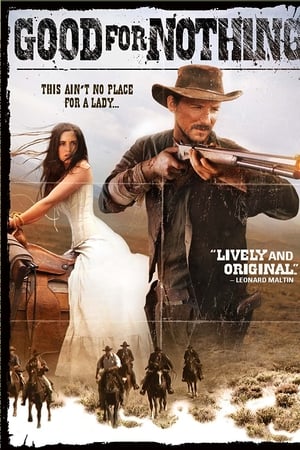 GOOD FOR NOTHING
THIS AIN'T NO PLACE
FOR A LADY...
"LIVELY AND
ORIGINAL."
– LEONARD MALTIN